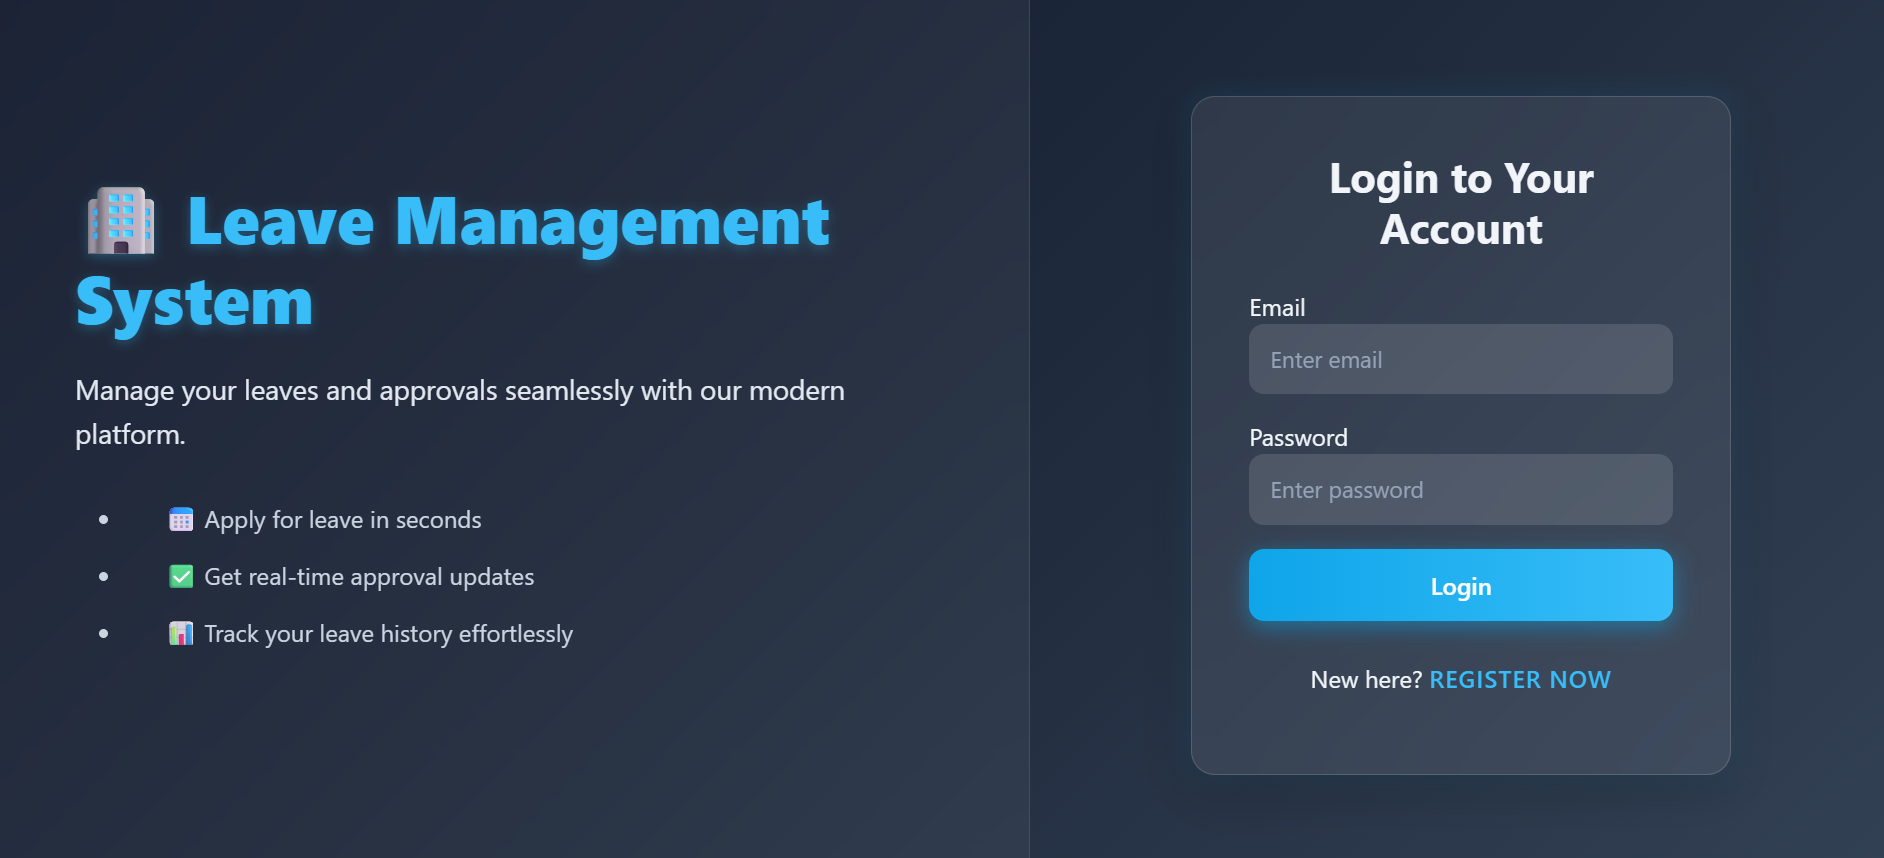 Leave Management
System
Manage your leaves and approvals seamlessly with our modern
platform.
Apply for leave in seconds
Get real-time approval updates
Track your leave history effortlessly
Login to Your
Account
Email
Enter email
Password
Enter password
Login
New here? REGISTER NOW